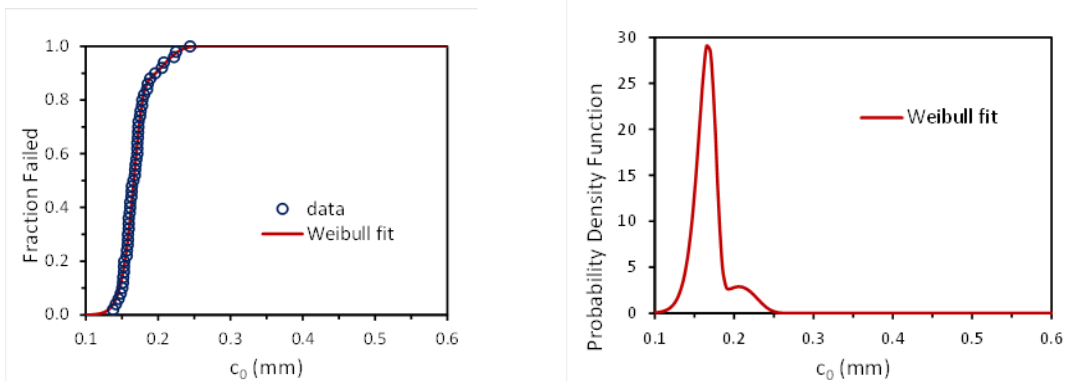 Fraction Failed
1.0
0.8
0.6
0.4
0.2
0.0
data
Weibull fit
0.1 0.2 0.3 0.4 0.5 0.6
c₀ (mm)
Probability Density Function
30
25
20
15
10
5
0
Weibull fit
0.1 0.2 0.3 0.4 0.5 0.6
c₀ (mm)